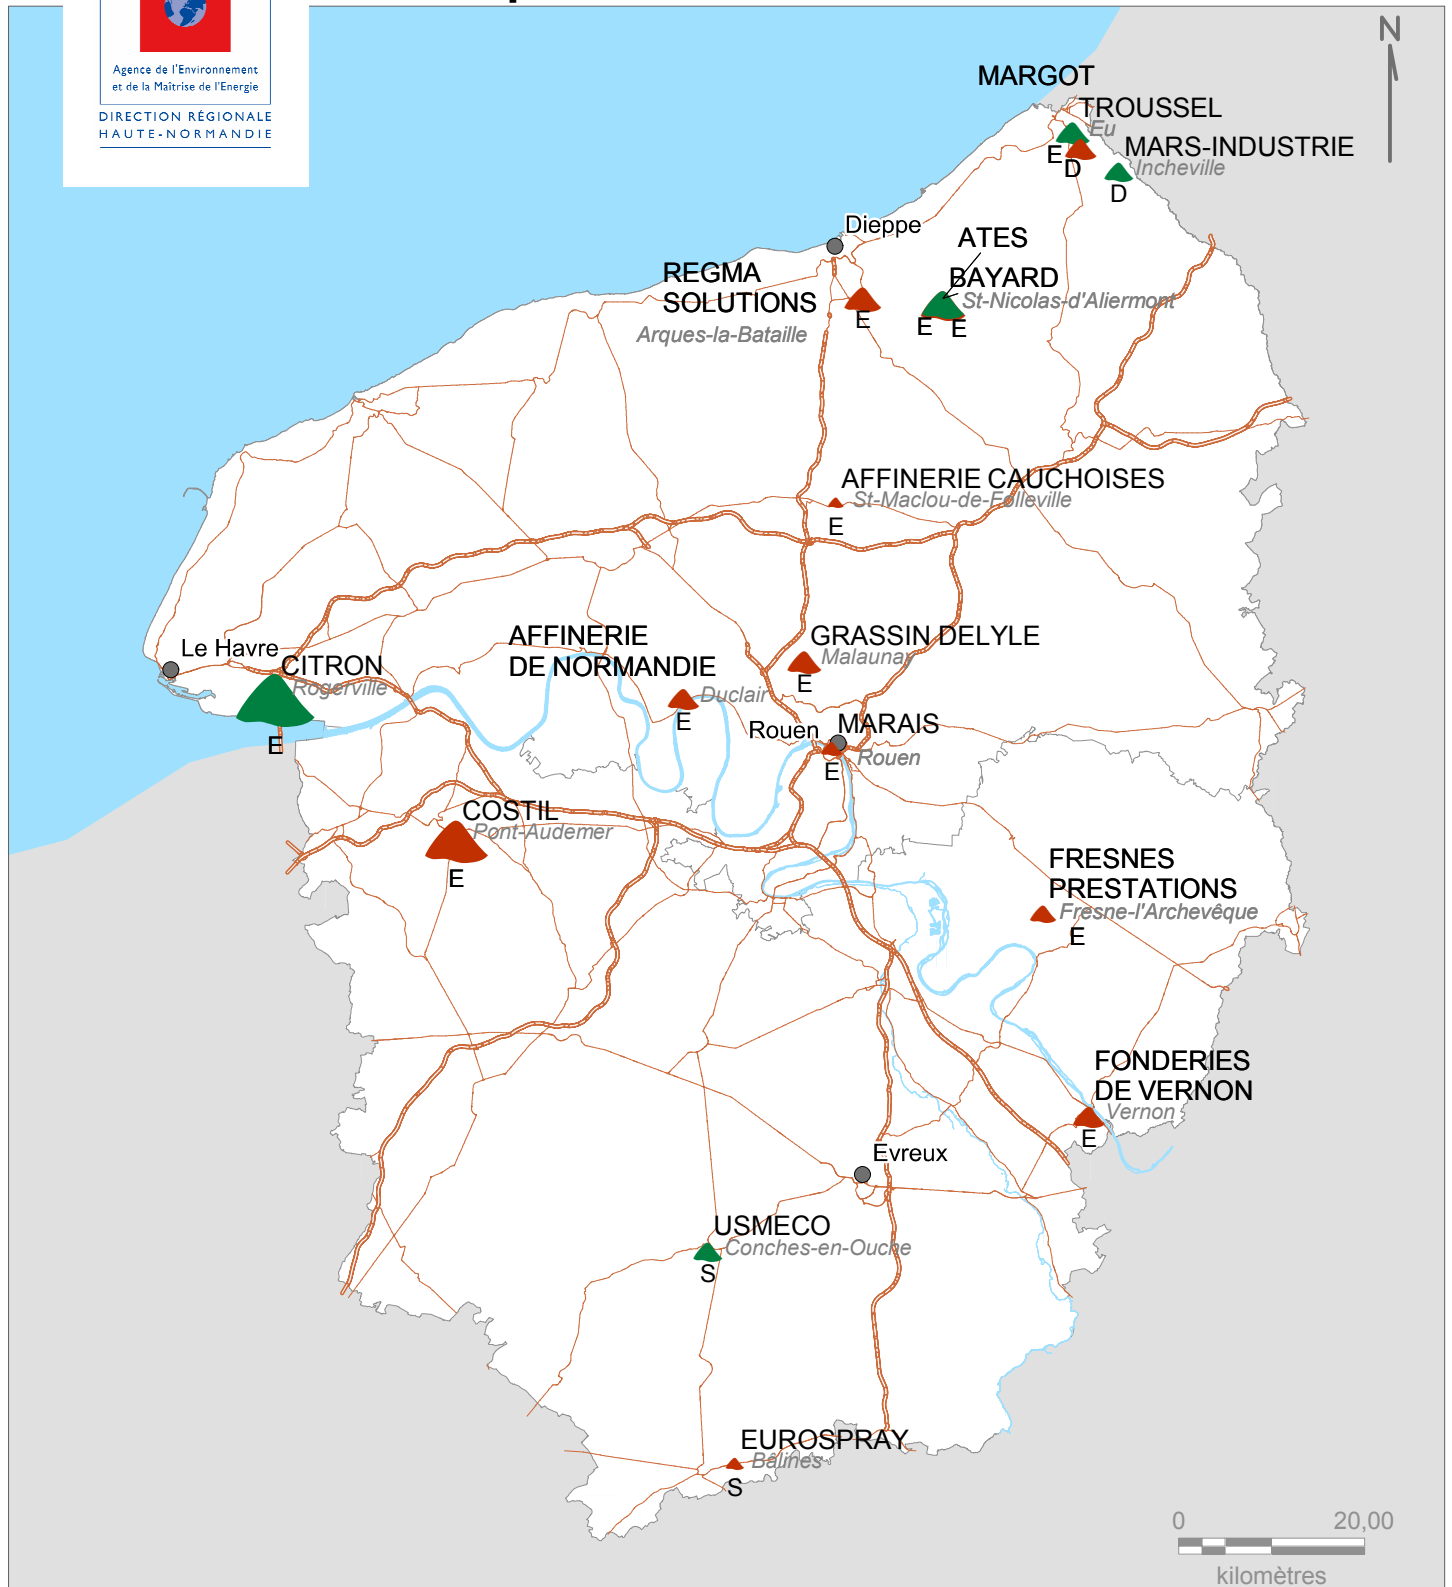 Agence de l'Environnement
et de la Maîtrise de l'Energie
DIRECTION RÉGIONALE
HAUTE-NORMANDIE
N
MARGOT
TROUSSEL
Eu
E
D
MARS-INDUSTRIE
Incheville
D
Dieppe
ATES
BAYARD
St-Nicolas-d'Aliermont
E E
REGMA
SOLUTIONS
Arques-la-Bataille
E
AFFINERIE CAUCHOISES
St-Maclou-de-Folleville
E
Le Havre
CITRON
Rogerville
E
AFFINERIE
DE NORMANDIE
Duclair
E
GRASSIN DELYLE
Malaunay
E
Rouen
MARAIS
Rouen
E
COSTIL
Pont-Audemer
E
FRESNES
PRESTATIONS
Fresne-l'Archevêque
E
FONDERIES
DE VERNON
Vernon
E
Evreux
USMECO
Conches-en-Ouche
S
EUROSPRAY
Bâlines
S
0 20,00
kilomètres